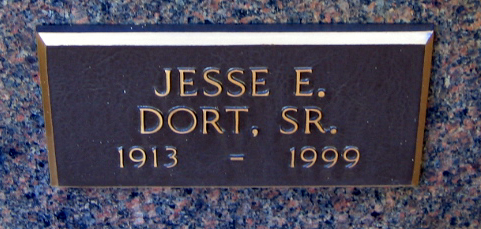 JESSE E.
DORT, SR.
1913 - 1999